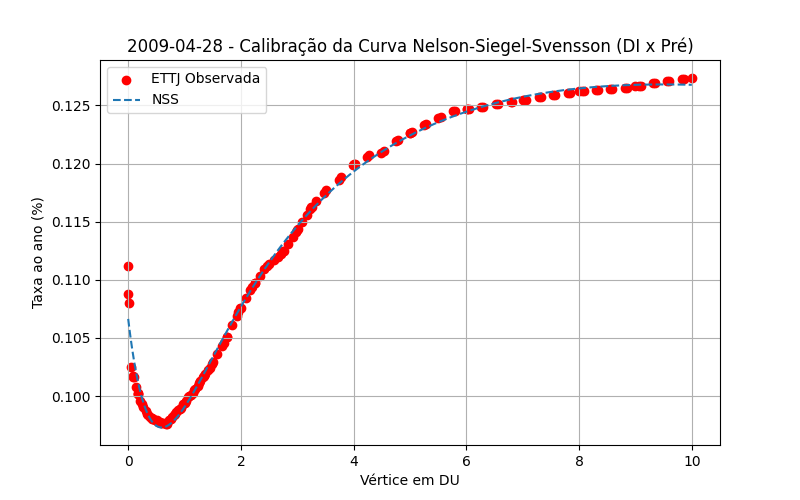 2009-04-28 - Calibração da Curva Nelson-Siegel-Svensson (DI x Pré)
ETTJ Observada
NSS
Taxa ao ano (%)
0.125
0.120
0.115
0.110
0.105
0.100
0 2 4 6 8 10
Vértice em DU